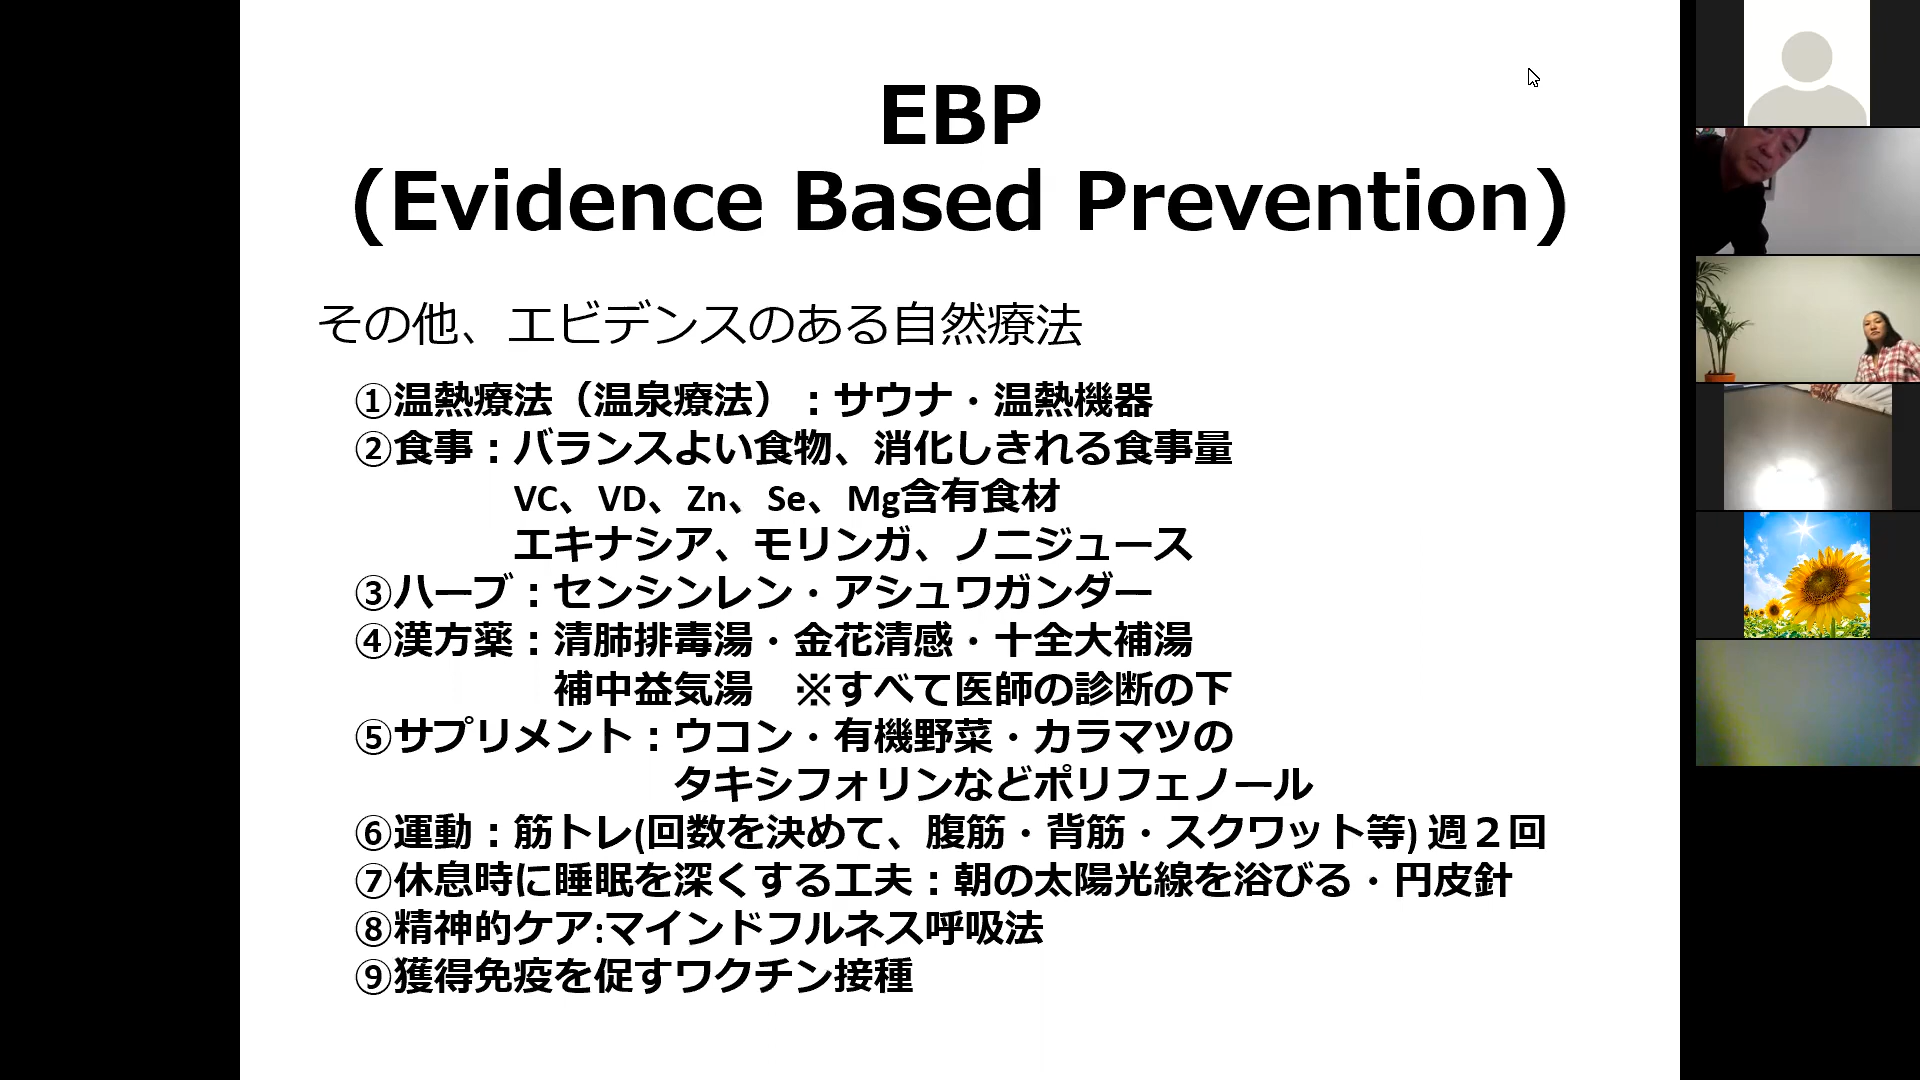 EBP
(Evidence Based Prevention)
その他、エビデンスのある自然療法
①温熱療法（温泉療法）：サウナ・温熱機器
②食事：バランスよい食物、消化しきれる食事量
VC、VD、Zn、Se、Mg含有食材
エキナシア、モリンガ、ノニジュース
③ハーブ：センシンレン・アシュワガンダー
④漢方薬：清肺排毒湯・金花清感・十全大補湯
補中益気湯　※すべて医師の診断の下
⑤サプリメント：ウコン・有機野菜・カラマツの
タキシフォリンなどポリフェノール
⑥運動：筋トレ(回数を決めて、腹筋・背筋・スクワット等) 週２回
⑦休息時に睡眠を深くする工夫：朝の太陽光線を浴びる・円皮針
⑧精神的ケア:マインドフルネス呼吸法
⑨獲得免疫を促すワクチン接種